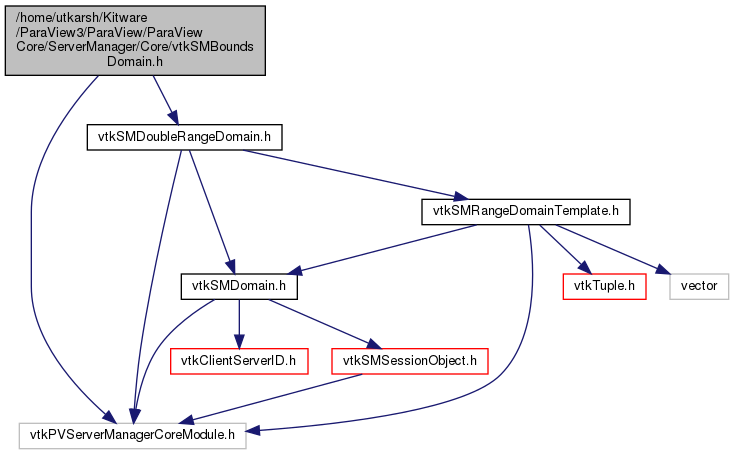 /home/utkarsh/Kitware
/ParaView3/ParaView/ParaView
Core/ServerManager/Core/vtkSMBounds
Domain.h
vtkSMDoubleRangeDomain.h
vtkSMRangeDomainTemplate.h
vtkSMDomain.h
vtkTuple.h
vector
vtkClientServerID.h
vtkSMSessionObject.h
vtkPVServerManagerCoreModule.h